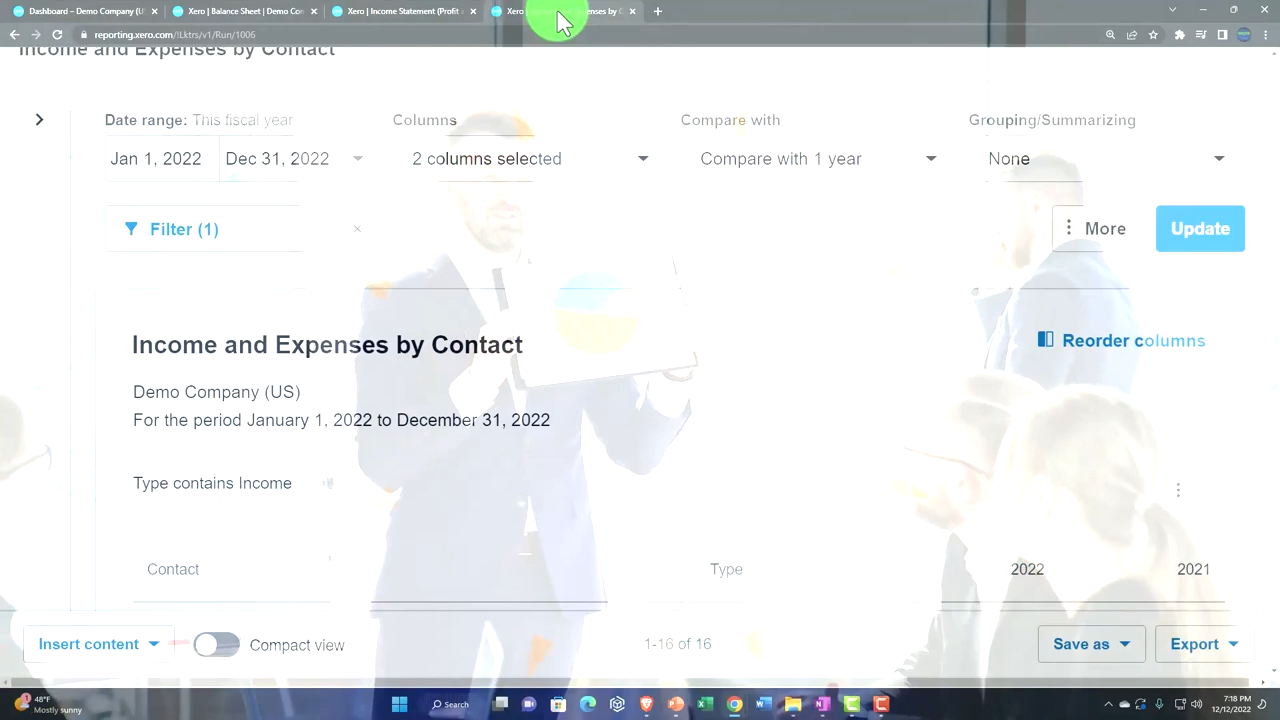 Dashboard – Demo Com
Xero | Balance Sheet | Demo Con
Xero | Income Statement (Profit
Xero
reporting.xero.com/!Lktrs/v1/Run/1006
Income and Expenses by Contact
Date range: This fiscal year
Columns
Compare with
Grouping/Summarizing
Jan 1, 2022
Dec 31, 2022
2 columns selected
Compare with 1 year
None
Filter (1)
More
Update
Income and Expenses by Contact
Reorder columns
Demo Company (US)
For the period January 1, 2022 to December 31, 2022
Type contains Income
Contact
Type
2022
2021
Insert content
Compact view
1-16 of 16
Save as
Export
1
48°F
Mostly sunny
Search
7:18 PM
12/12/2022